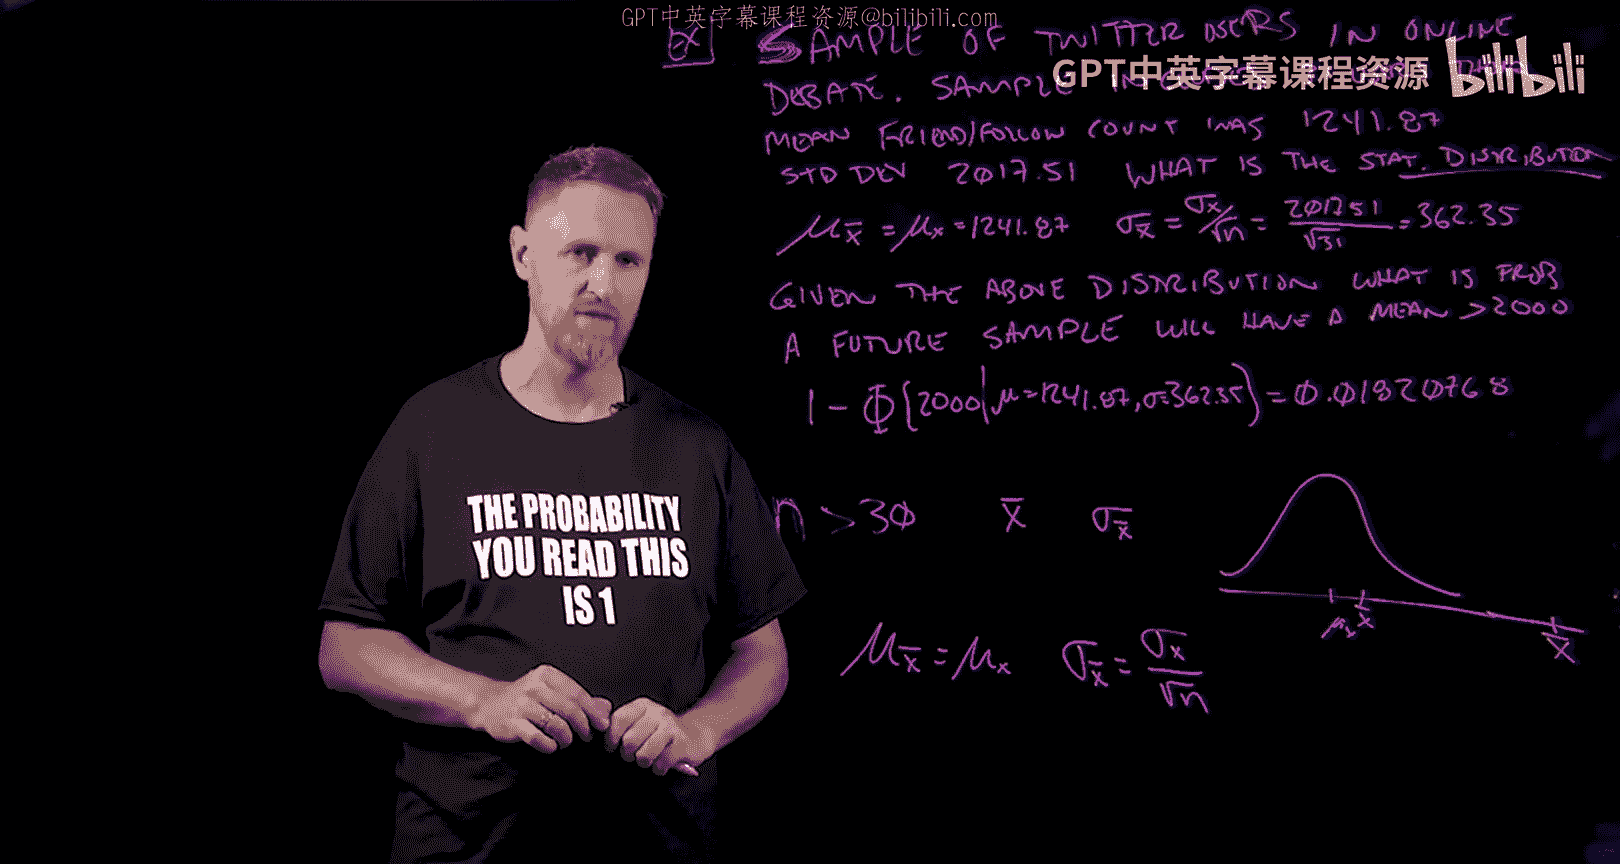 GPT中英字幕课程资源@bilibili.com
EX SAMPLE OF TWITTER USERS IN ONLINE
GPT中英字幕课程资源 bilibili
DEBATE. SAMPLE
MEAN FRIEND/FOLLOW COUNT WAS 1241.87
STD DEV 2017.51 WHAT IS THE STAT. DISTRIBUTION
μx̄ = μx = 1241.87 σx̄ = σx/√n = 2017.51/√31 = 362.35
GIVEN THE ABOVE DISTRIBUTION WHAT IS PROB
A FUTURE SAMPLE WILL HAVE A MEAN >2000
1 - Φ(2000|μ=1241.87, σ=362.35) = 0.01820768
n > 30 x̄ σx̄
THE PROBABILITY
YOU READ THIS
IS 1
x̄
μx̄ = μx σx̄ = σx/√n